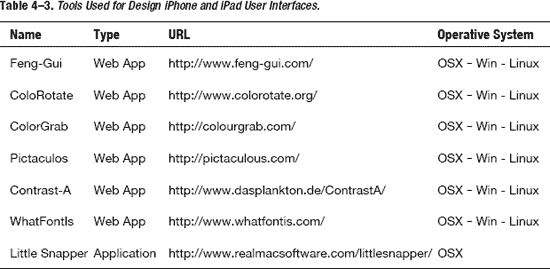 Table 4–3. Tools Used for Design iPhone and iPad User Interfaces.
Name Type URL Operative System
Feng-Gui Web App http://www.feng-gui.com/ OSX – Win - Linux
ColoRotate Web App http://www.colorotate.org/ OSX – Win - Linux
ColorGrab Web App http://colourgrab.com/ OSX – Win - Linux
Pictaculos Web App http://pictaculous.com/ OSX – Win - Linux
Contrast-A Web App http://www.dasplankton.de/ContrastA/ OSX – Win - Linux
WhatFontIs Web App http://www.whatfontis.com/ OSX – Win - Linux
Little Snapper Application http://www.realmacsoftware.com/littlesnapper/ OSX